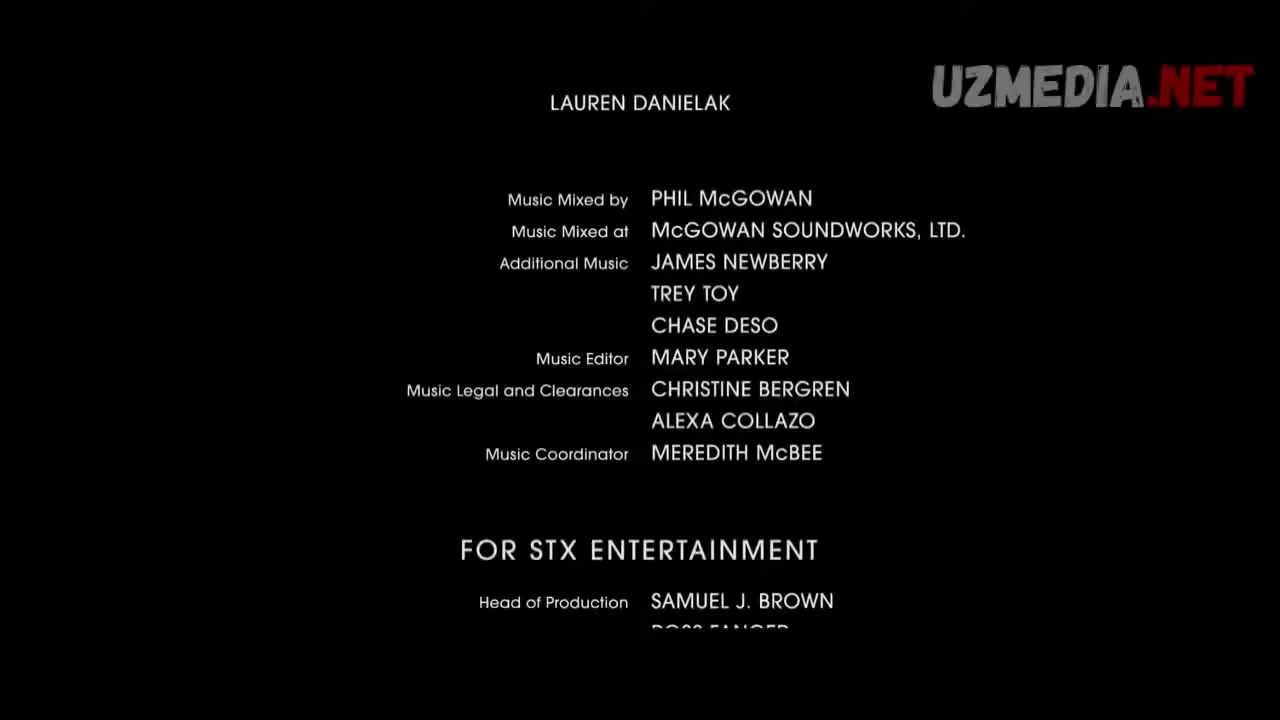 UZMEDIA.NET
LAUREN DANIELAK
Music Mixed by PHIL McGOWAN
Music Mixed at McGOWAN SOUNDWORKS, LTD.
Additional Music JAMES NEWBERRY
TREY TOY
CHASE DESO
Music Editor MARY PARKER
Music Legal and Clearances CHRISTINE BERGREN
ALEXA COLLAZO
Music Coordinator MEREDITH McBEE
FOR STX ENTERTAINMENT
Head of Production SAMUEL J. BROWN